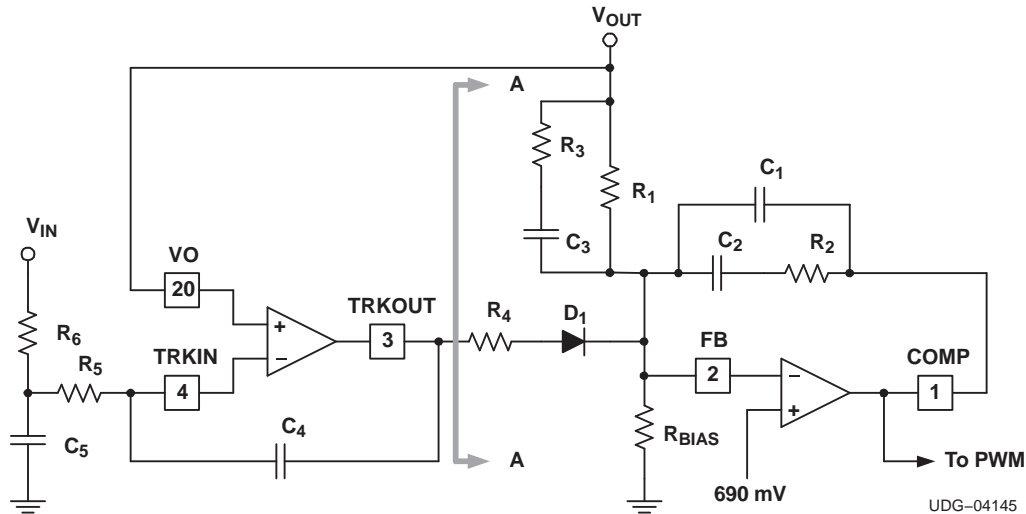 VOUT
A
R3
R1
C1
C3
C2
R2
VIN
VO
20
+
−
TRKOUT
3
R4
D1
R6
R5
TRKIN
4
FB
2
−
+
COMP
1
C4
C5
RBIAS
A
690 mV
To PWM
UDG−04145